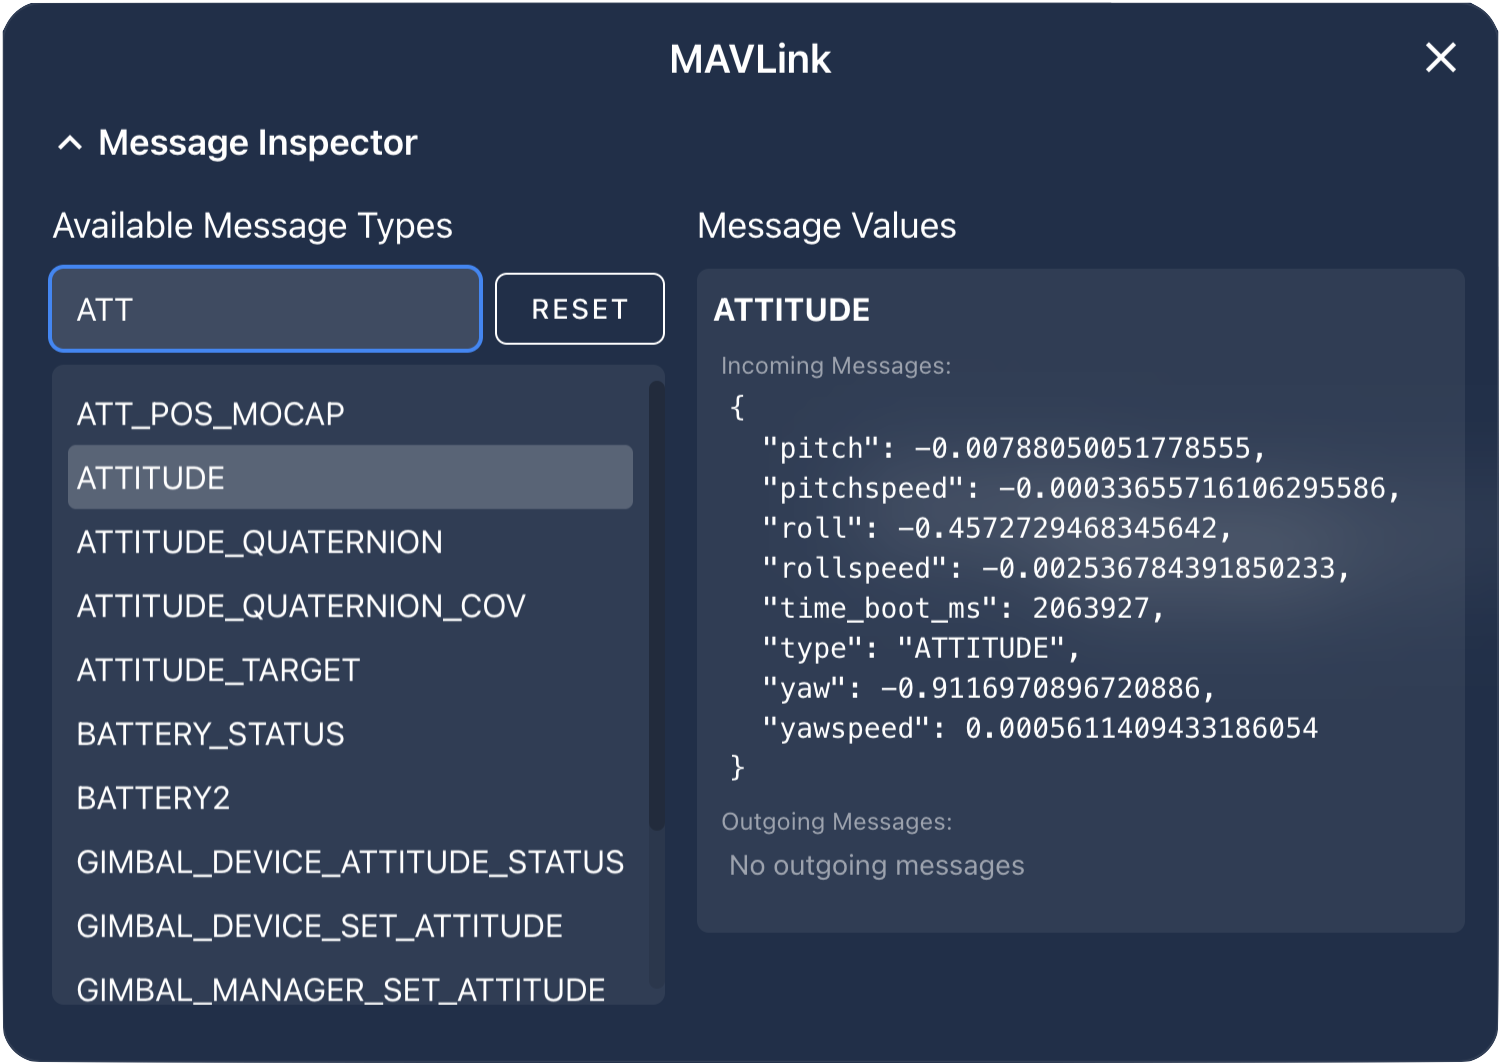 MAVLink
Message Inspector
Available Message Types
ATT
RESET
ATT_POS_MOCAP
ATTITUDE
ATTITUDE_QUATERNION
ATTITUDE_QUATERNION_COV
ATTITUDE_TARGET
BATTERY_STATUS
BATTERY2
GIMBAL_DEVICE_ATTITUDE_STATUS
GIMBAL_DEVICE_SET_ATTITUDE
GIMBAL_MANAGER_SET_ATTITUDE
Message Values
ATTITUDE
Incoming Messages:
{
"pitch": -0.00788050051778555,
"pitchspeed": -0.00033655716106295586,
"roll": -0.4572729468345642,
"rollspeed": -0.002536784391850233,
"time_boot_ms": 2063927,
"type": "ATTITUDE",
"yaw": -0.9116970896720886,
"yawspeed": 0.0005611409433186054
}
Outgoing Messages:
No outgoing messages